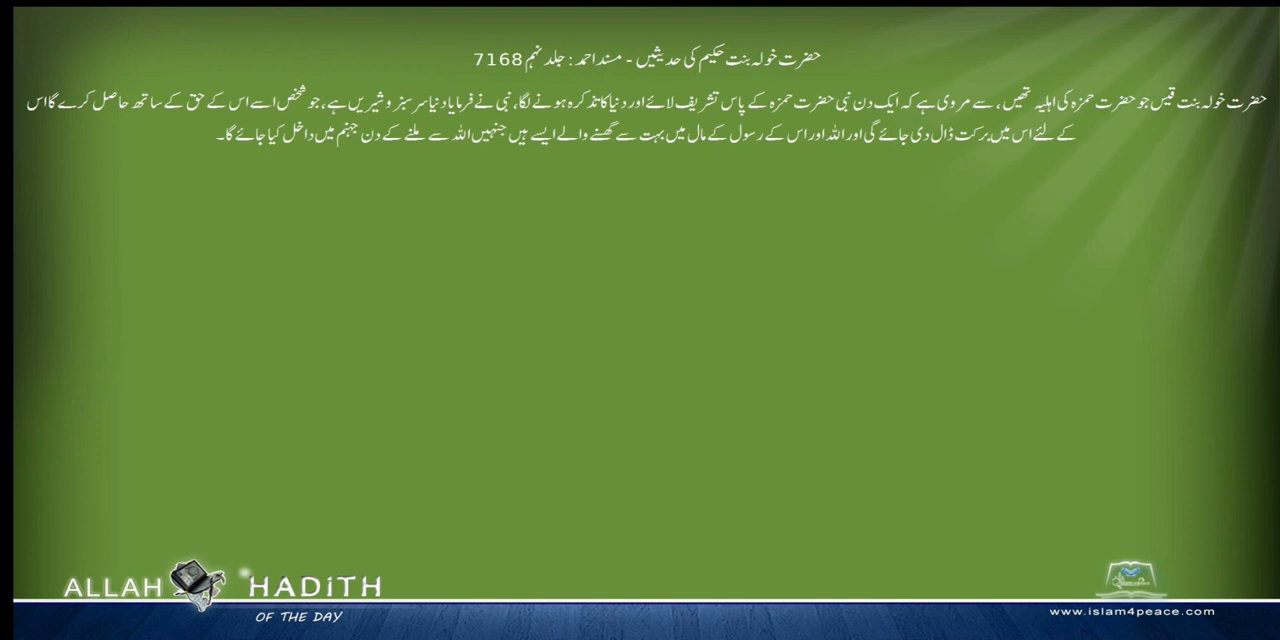 حضرت خولہ بنت حکیم کی حدیثیں - مسند احمد : جلد نہم 7168
حضرت خولہ بنت قیس جو حضرت حمزہ کی اہلیہ تھیں، سے مروی ہے کہ ایک دن نبی حضرت حمزہ کے پاس تشریف لائے اور دنیا کا تذکرہ ہونے لگا، نبی نے فرمایا دنیا سرسبز و شیریں ہے، جو شخص اسے اس کے حق کے ساتھ حاصل کرے گا اس
کے لئے اس میں برکت ڈال دی جائے گی اور اللہ اور اس کے رسول کے مال میں بہت سے گھسنے والے ایسے ہیں جنہیں اللہ سے ملنے کے دن جہنم میں داخل کیا جائے گا۔
ALLAH HADiTH
OF THE DAY
www.islam4peace.com